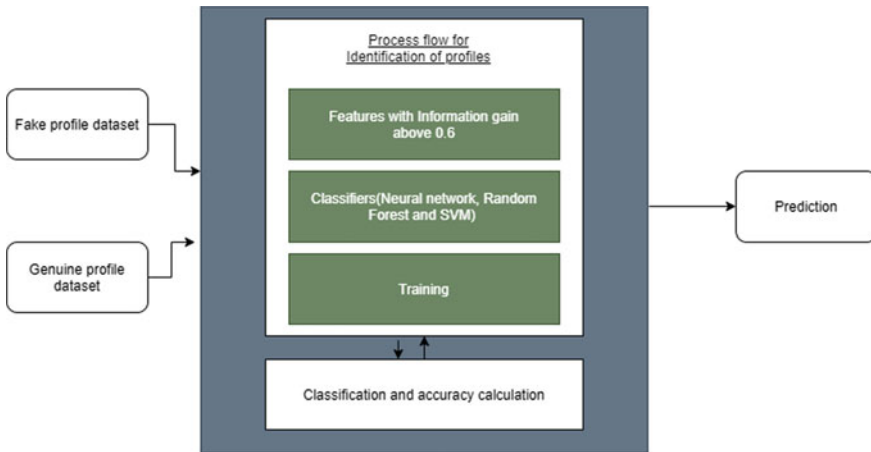 Process flow for
Identification of profiles
Fake profile dataset
Features with Information gain
above 0.6
Classifiers(Neural network, Random
Forest and SVM)
Prediction
Genuine profile
dataset
Training
Classification and accuracy calculation